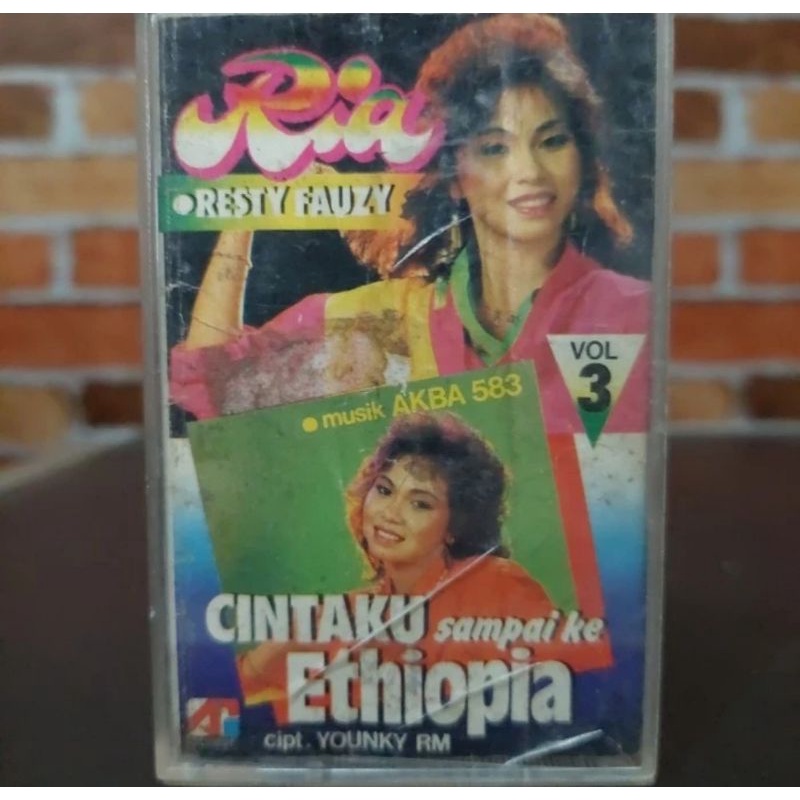 Ria
RESTY FAUZY
VOL
3
musik AKBA 583
CINTAKU sampai ke
Ethiopia
cipt. YOUNKY RM